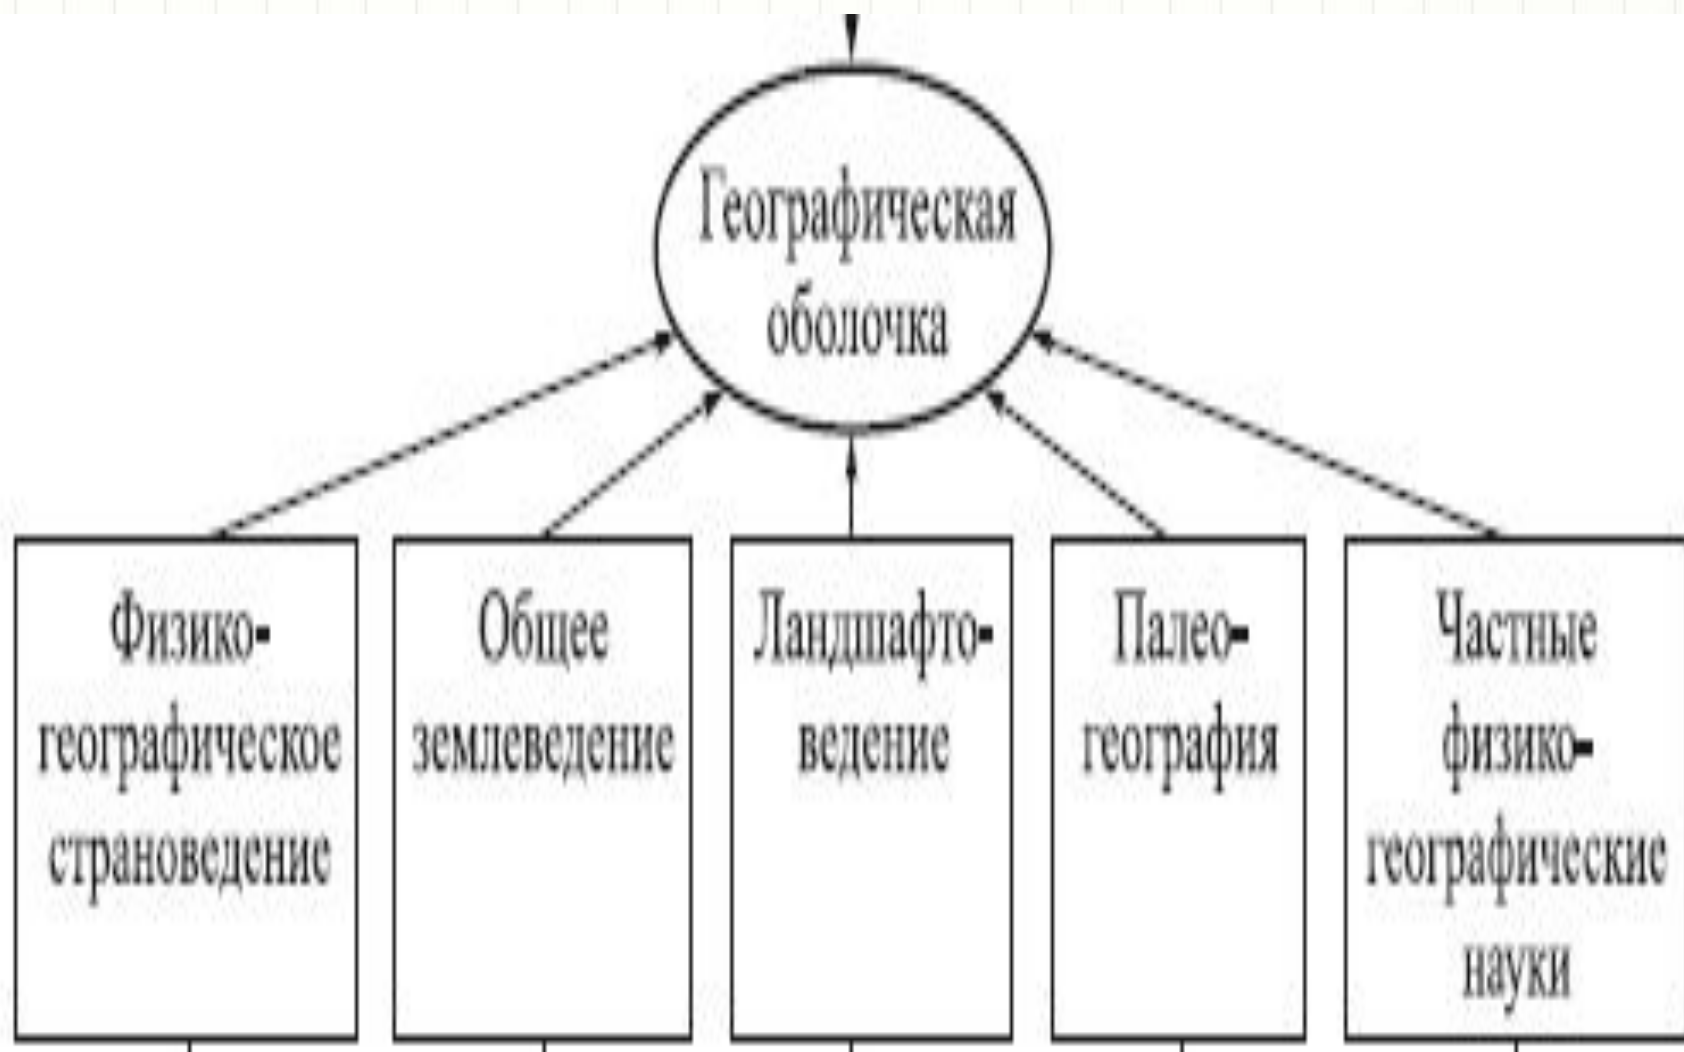 Географическая
оболочка
Физико-
географическое
страноведение
Общее
землеведение
Ландшафто-
ведение
Палео-
география
Частные
физико-
географические
науки